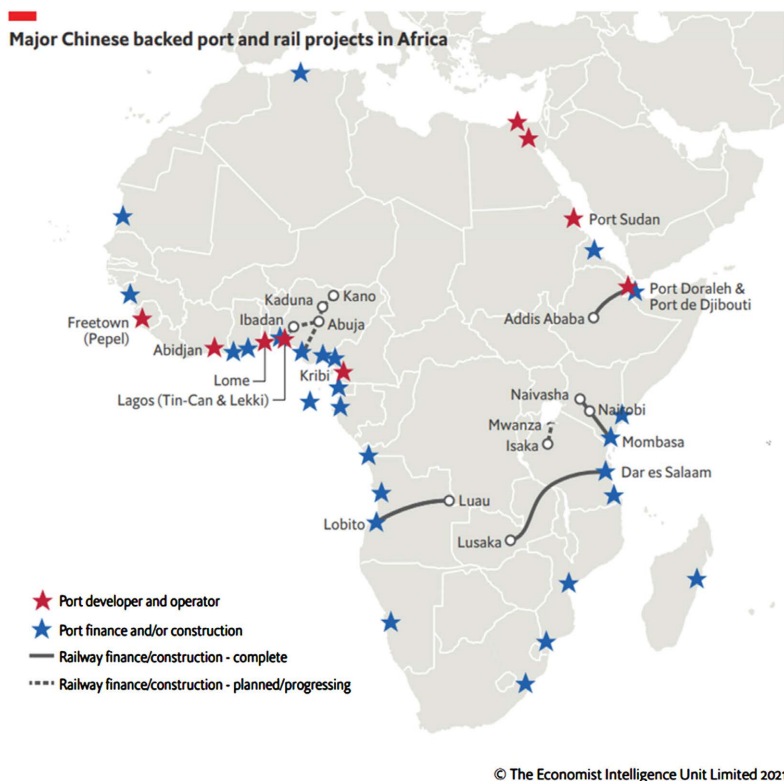 Major Chinese backed port and rail projects in Africa
Port Sudan
Port Doraleh &
Port de Djibouti
Addis Ababa
Kaduna
Kano
Ibadan
Abuja
Freetown
(Pepel)
Abidjan
Lome
Kribi
Lagos (Tin-Can & Lekki)
Naivasha
Nairobi
Mwanza
Isaka
Mombasa
Dar es Salaam
Luau
Lobito
Lusaka
Port developer and operator
Port finance and/or construction
Railway finance/construction - complete
Railway finance/construction - planned/progressing
© The Economist Intelligence Unit Limited